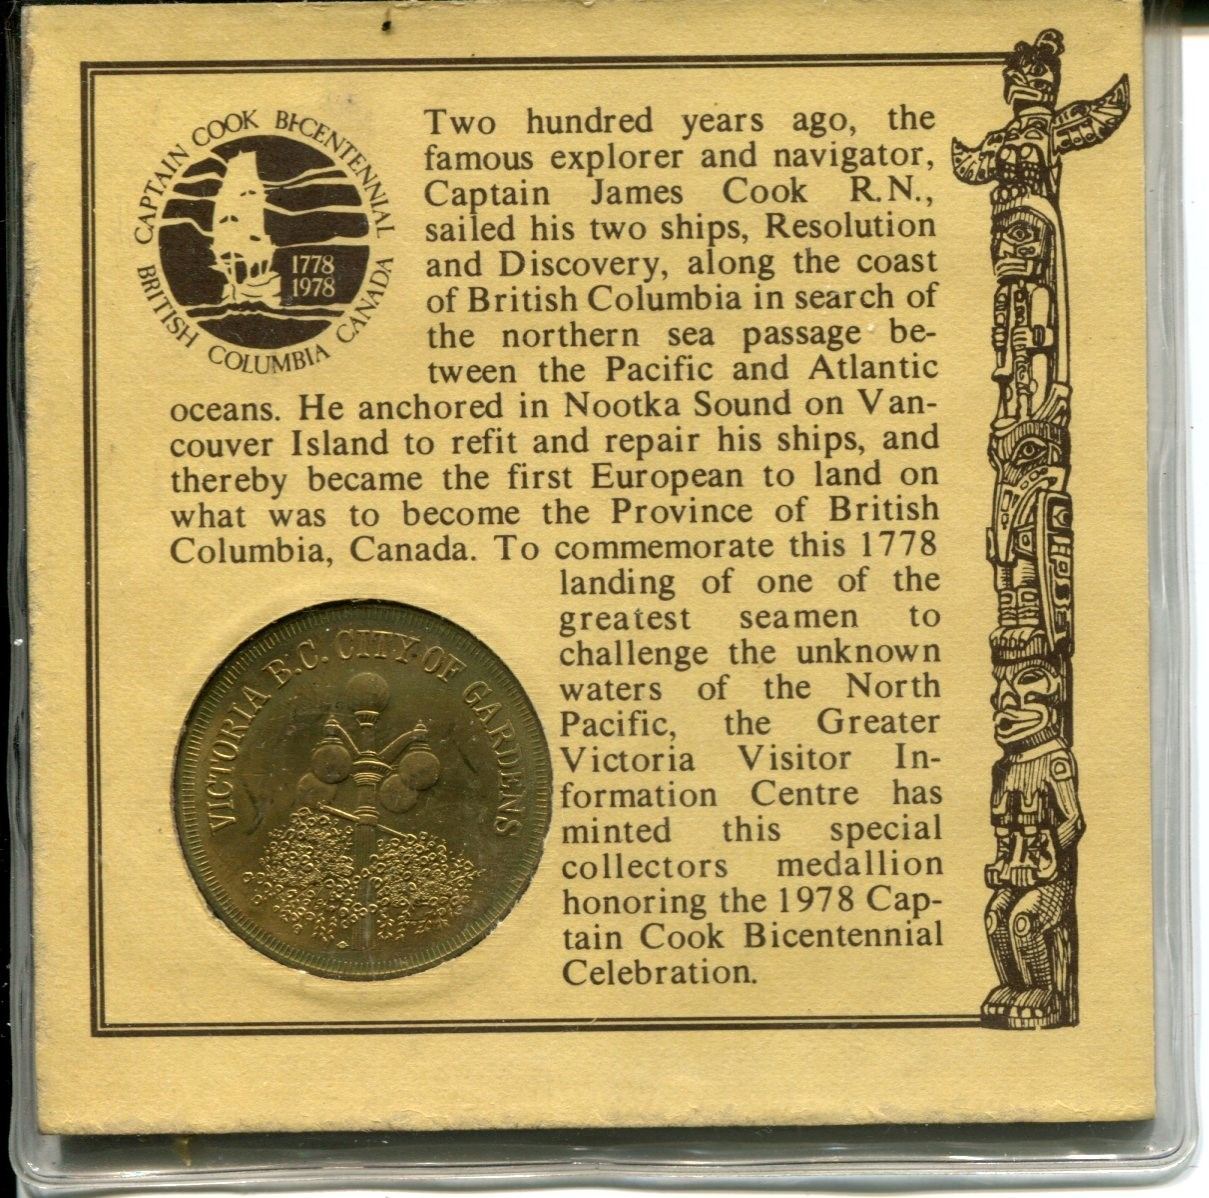 CAPTAIN COOK BI-CENTENNIAL
BRITISH COLUMBIA CANADA
1778
1978
Two hundred years ago, the
famous explorer and navigator,
Captain James Cook R.N.,
sailed his two ships, Resolution
and Discovery, along the coast
of British Columbia in search of
the northern sea passage be-
tween the Pacific and Atlantic
oceans. He anchored in Nootka Sound on Van-
couver Island to refit and repair his ships, and
thereby became the first European to land on
what was to become the Province of British
Columbia, Canada. To commemorate this 1778
landing of one of the
greatest seamen to
challenge the unknown
waters of the North
Pacific, the Greater
Victoria Visitor In-
formation Centre has
minted this special
collectors medallion
honoring the 1978 Cap-
tain Cook Bicentennial
Celebration.
VICTORIA B.C. CITY OF GARDENS